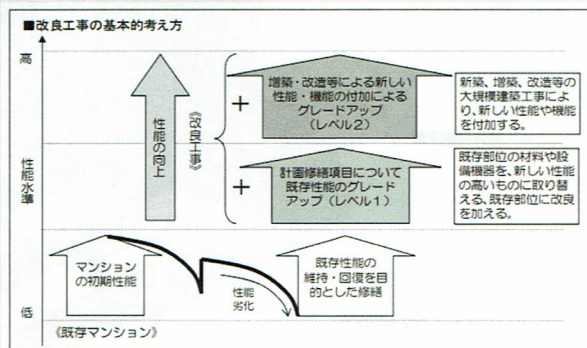 ■改良工事の基本的考え方
高
性能水準
低
性能の向上
《改良工事》
+
増築・改造等による新しい
性能・機能の付加による
グレードアップ
(レベル2)
新築、増築、改造等の
大規模建築工事によ
り、新しい性能や機能
を付加する。
+
計画修繕項目について
既存性能のグレード
アップ(レベル1)
既存部位の材料や設
備機器を、新しい性能
の高いものに取り替
える、既存部位に改良
を加える。
マンション
の初期性能
性能
劣化
既存性能の
維持・回復を目
的とした修繕
《既存マンション》